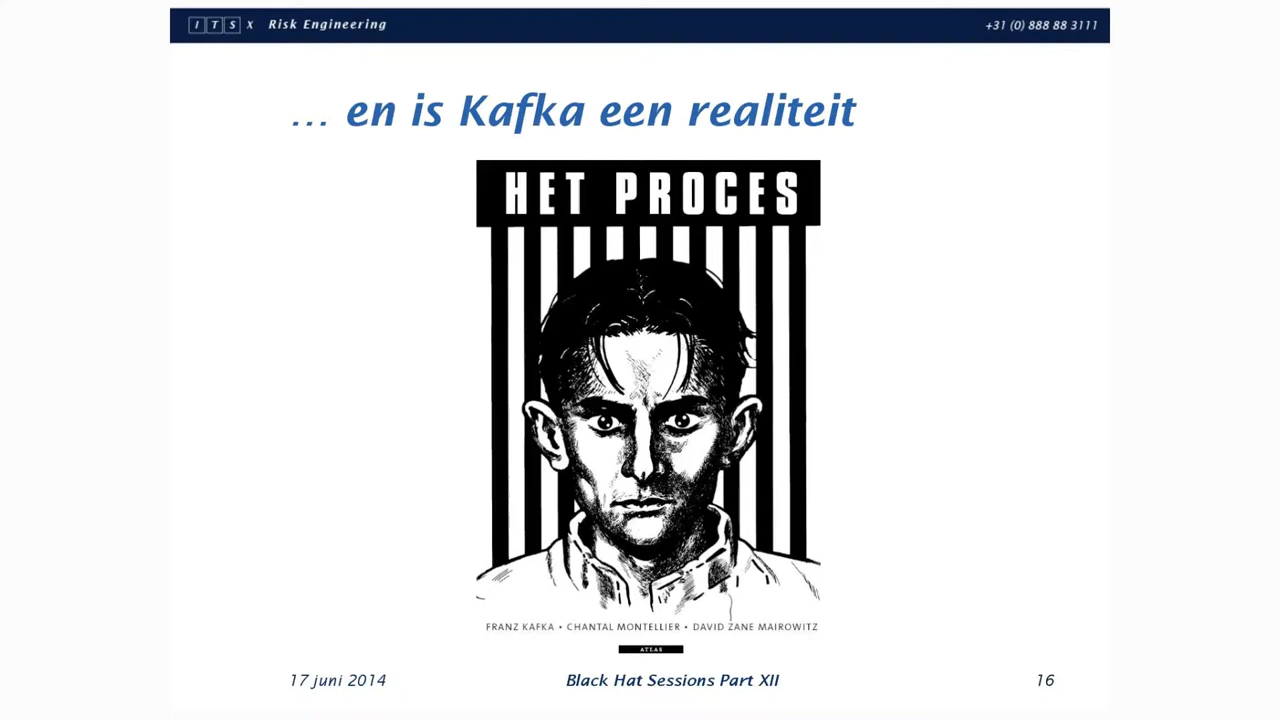 ITS X Risk Engineering +31 (0) 888 88 3111
... en is Kafka een realiteit
HET PROCES
FRANZ KAFKA • CHANTAL MONTELLIER • DAVID ZANE MAIROWITZ
ATLAS
17 juni 2014 Black Hat Sessions Part XII 16